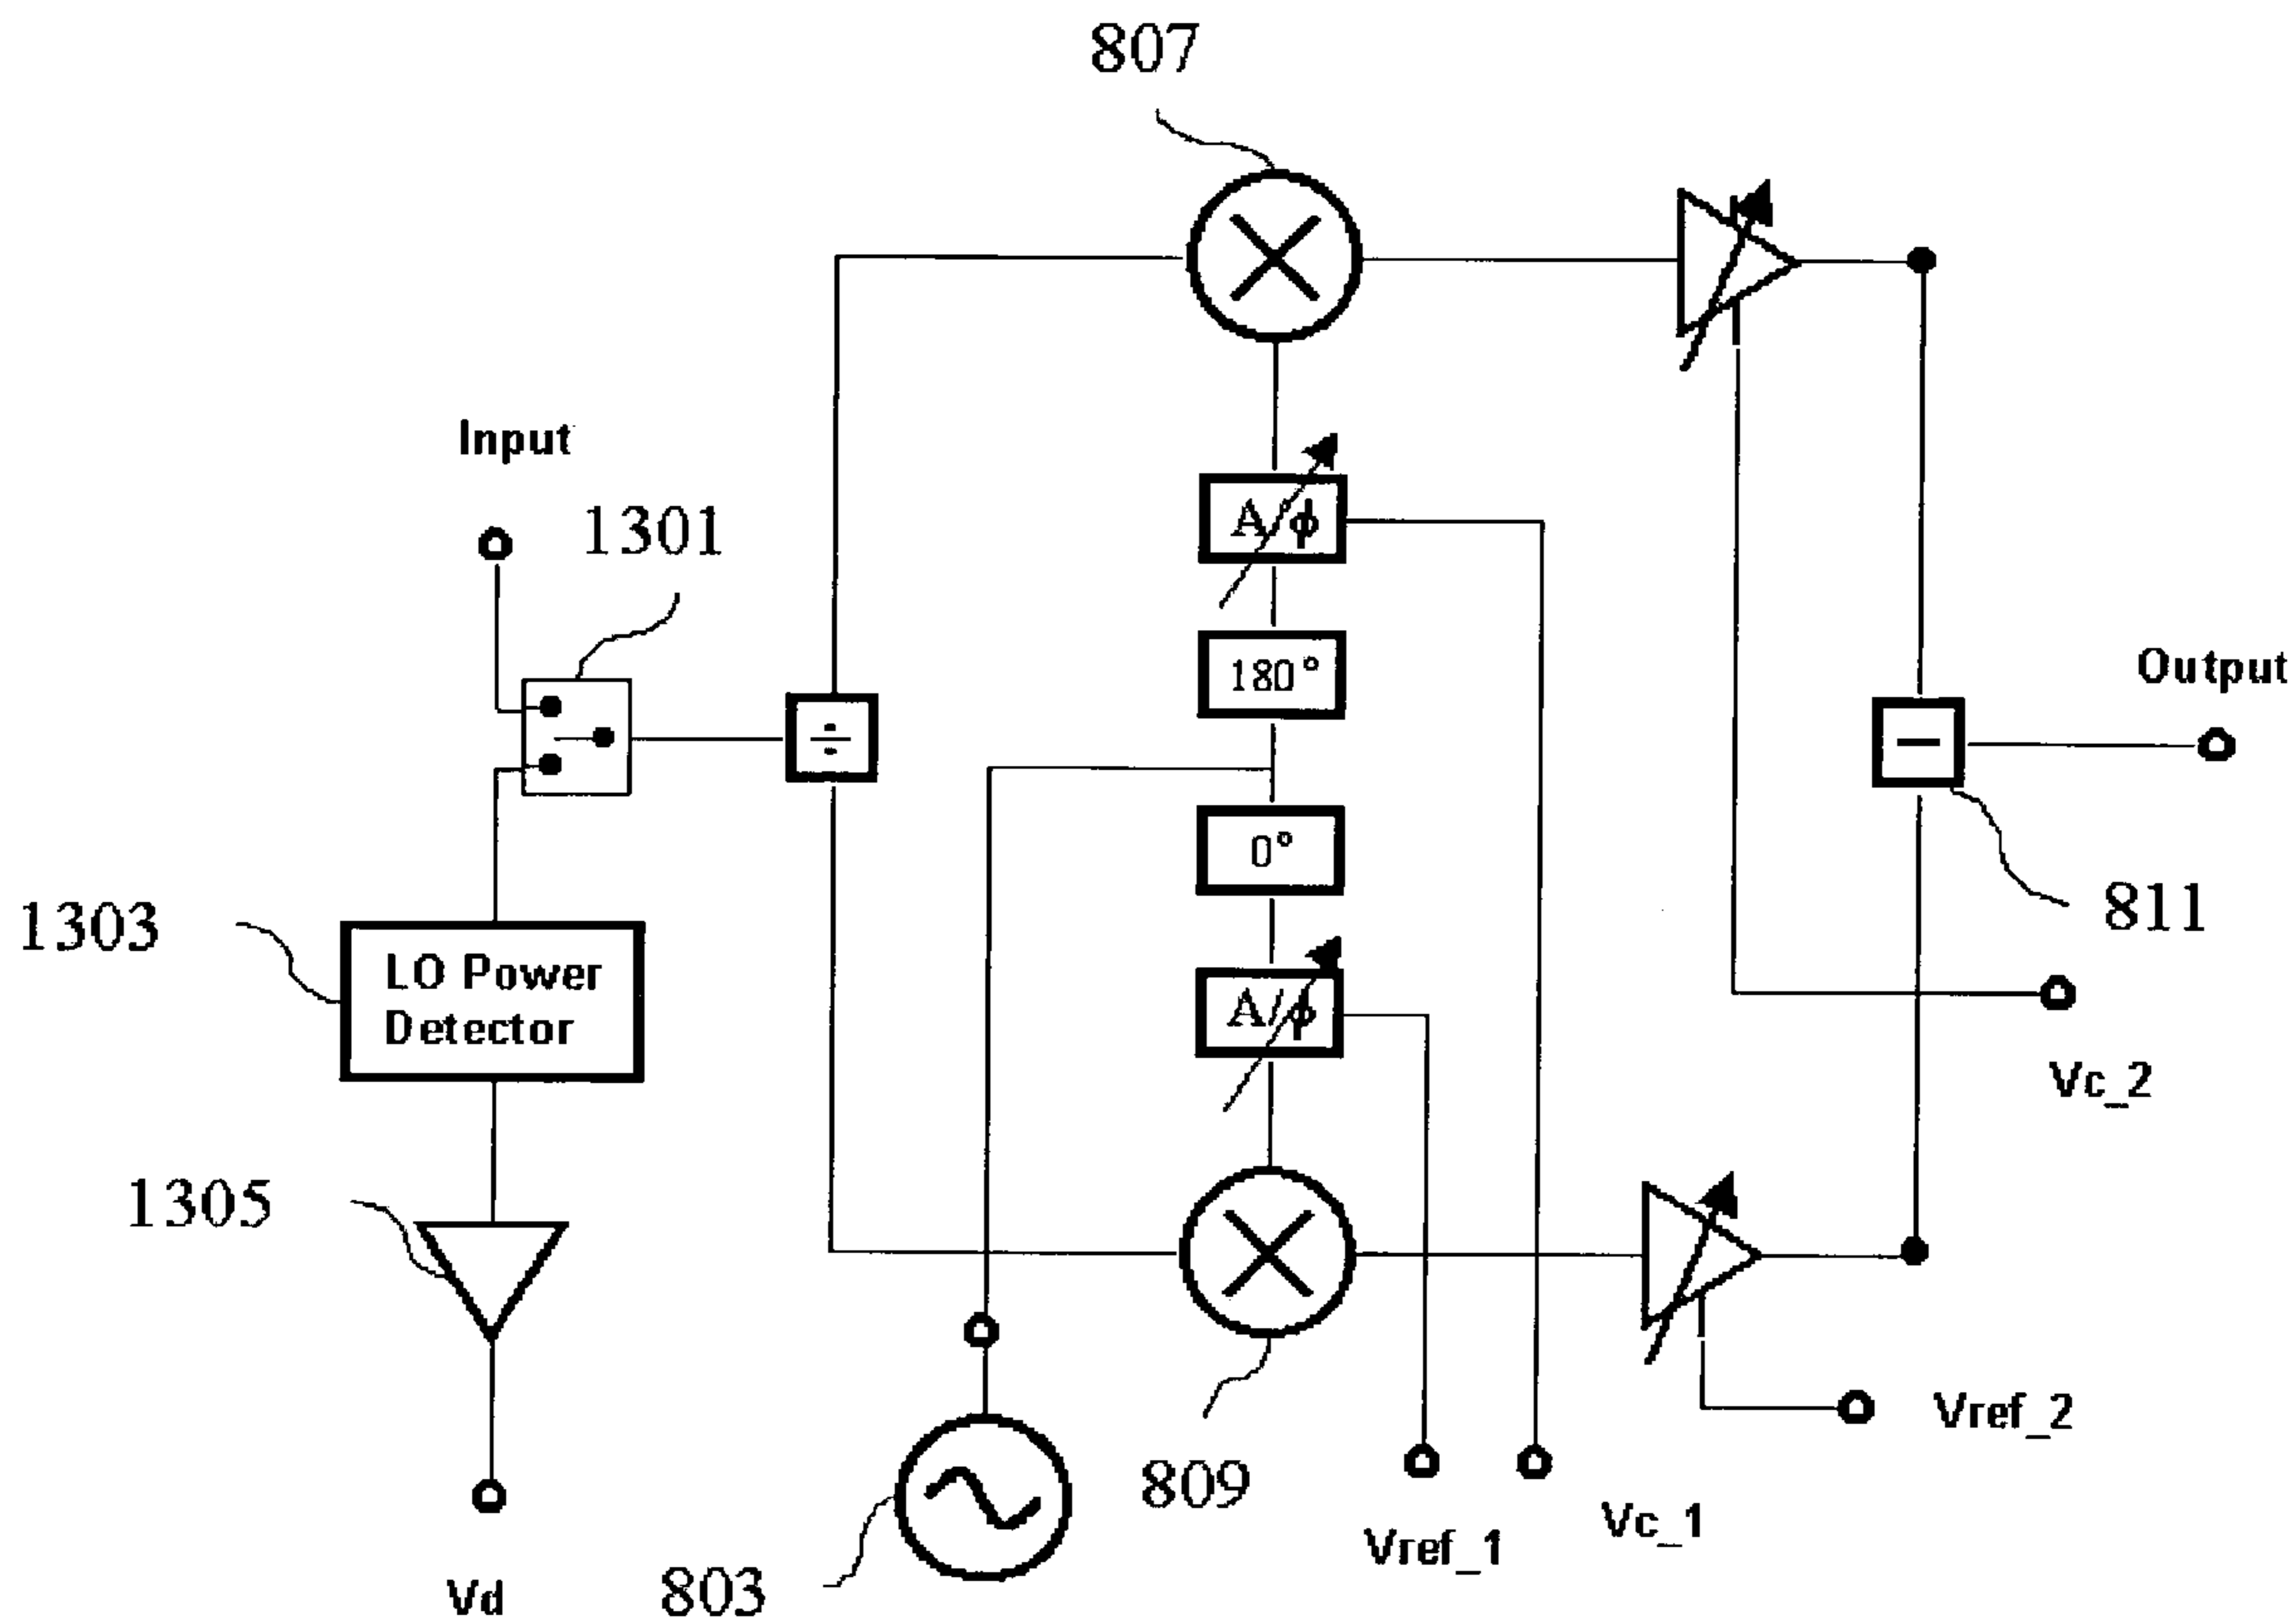 807
Input
1301
A/ϕ
180°
Output
÷
−
0°
811
1303
LO Power
Detector
A/ϕ
Vc_2
1305
Vref_2
809
Vref_1
Vc_1
803
Vd